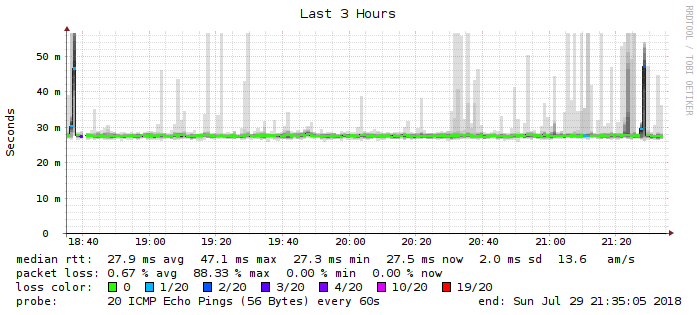 Last 3 Hours
RRDTOOL / TOBI OETIKER
Seconds
50 m
40 m
30 m
20 m
10 m
0
18:40 19:00 19:20 19:40 20:00 20:20 20:40 21:00 21:20
median rtt: 27.9 ms avg 47.1 ms max 27.3 ms min 27.5 ms now 2.0 ms sd 13.6 am/s
packet loss: 0.67 % avg 88.33 % max 0.00 % min 0.00 % now
loss color: 0 1/20 2/20 3/20 4/20 10/20 19/20
probe: 20 ICMP Echo Pings (56 Bytes) every 60s end: Sun Jul 29 21:35:05 2018